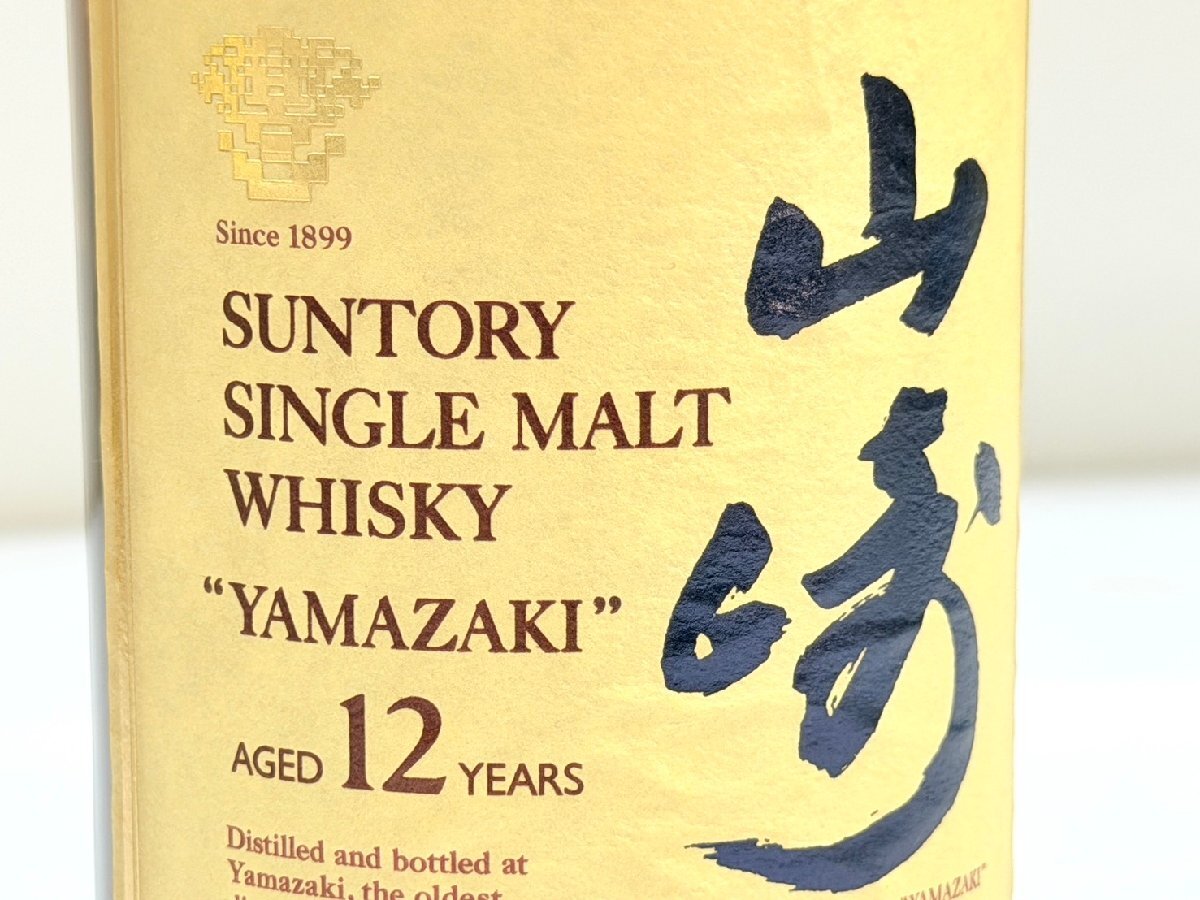 Since 1899
SUNTORY
SINGLE MALT
WHISKY
"YAMAZAKI"
AGED 12 YEARS
Distilled and bottled at
Yamazaki, the oldest
山崎
"YAMAZAKI"